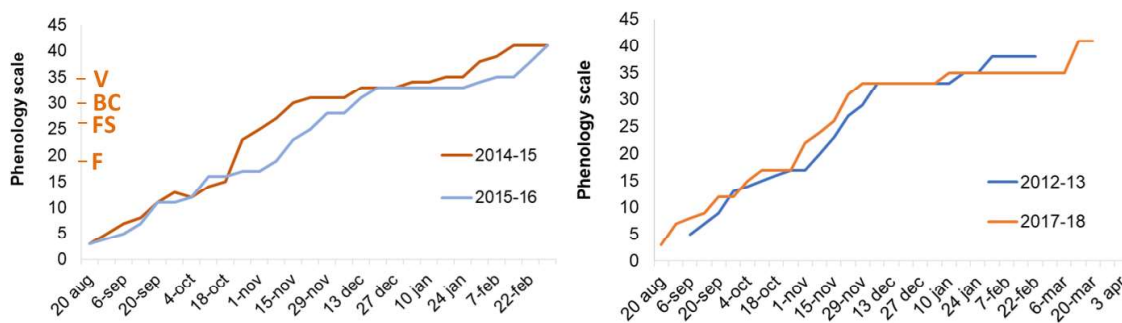 45
40
35
30
25
20
15
10
5
0
Phenology scale
V
BC
FS
F
2014-15
2015-16
20 aug
6-sep
20-sep
4-oct
18-oct
1-nov
15-nov
29-nov
13 dec
27 dec
10 jan
24 jan
7-feb
22-feb
45
40
35
30
25
20
15
10
5
0
Phenology scale
2012-13
2017-18
20 aug
6-sep
20-sep
4-oct
18-oct
1-nov
15-nov
29-nov
13 dec
27 dec
10 jan
24 jan
7-feb
22-feb
6-mar
20-mar
3 apr